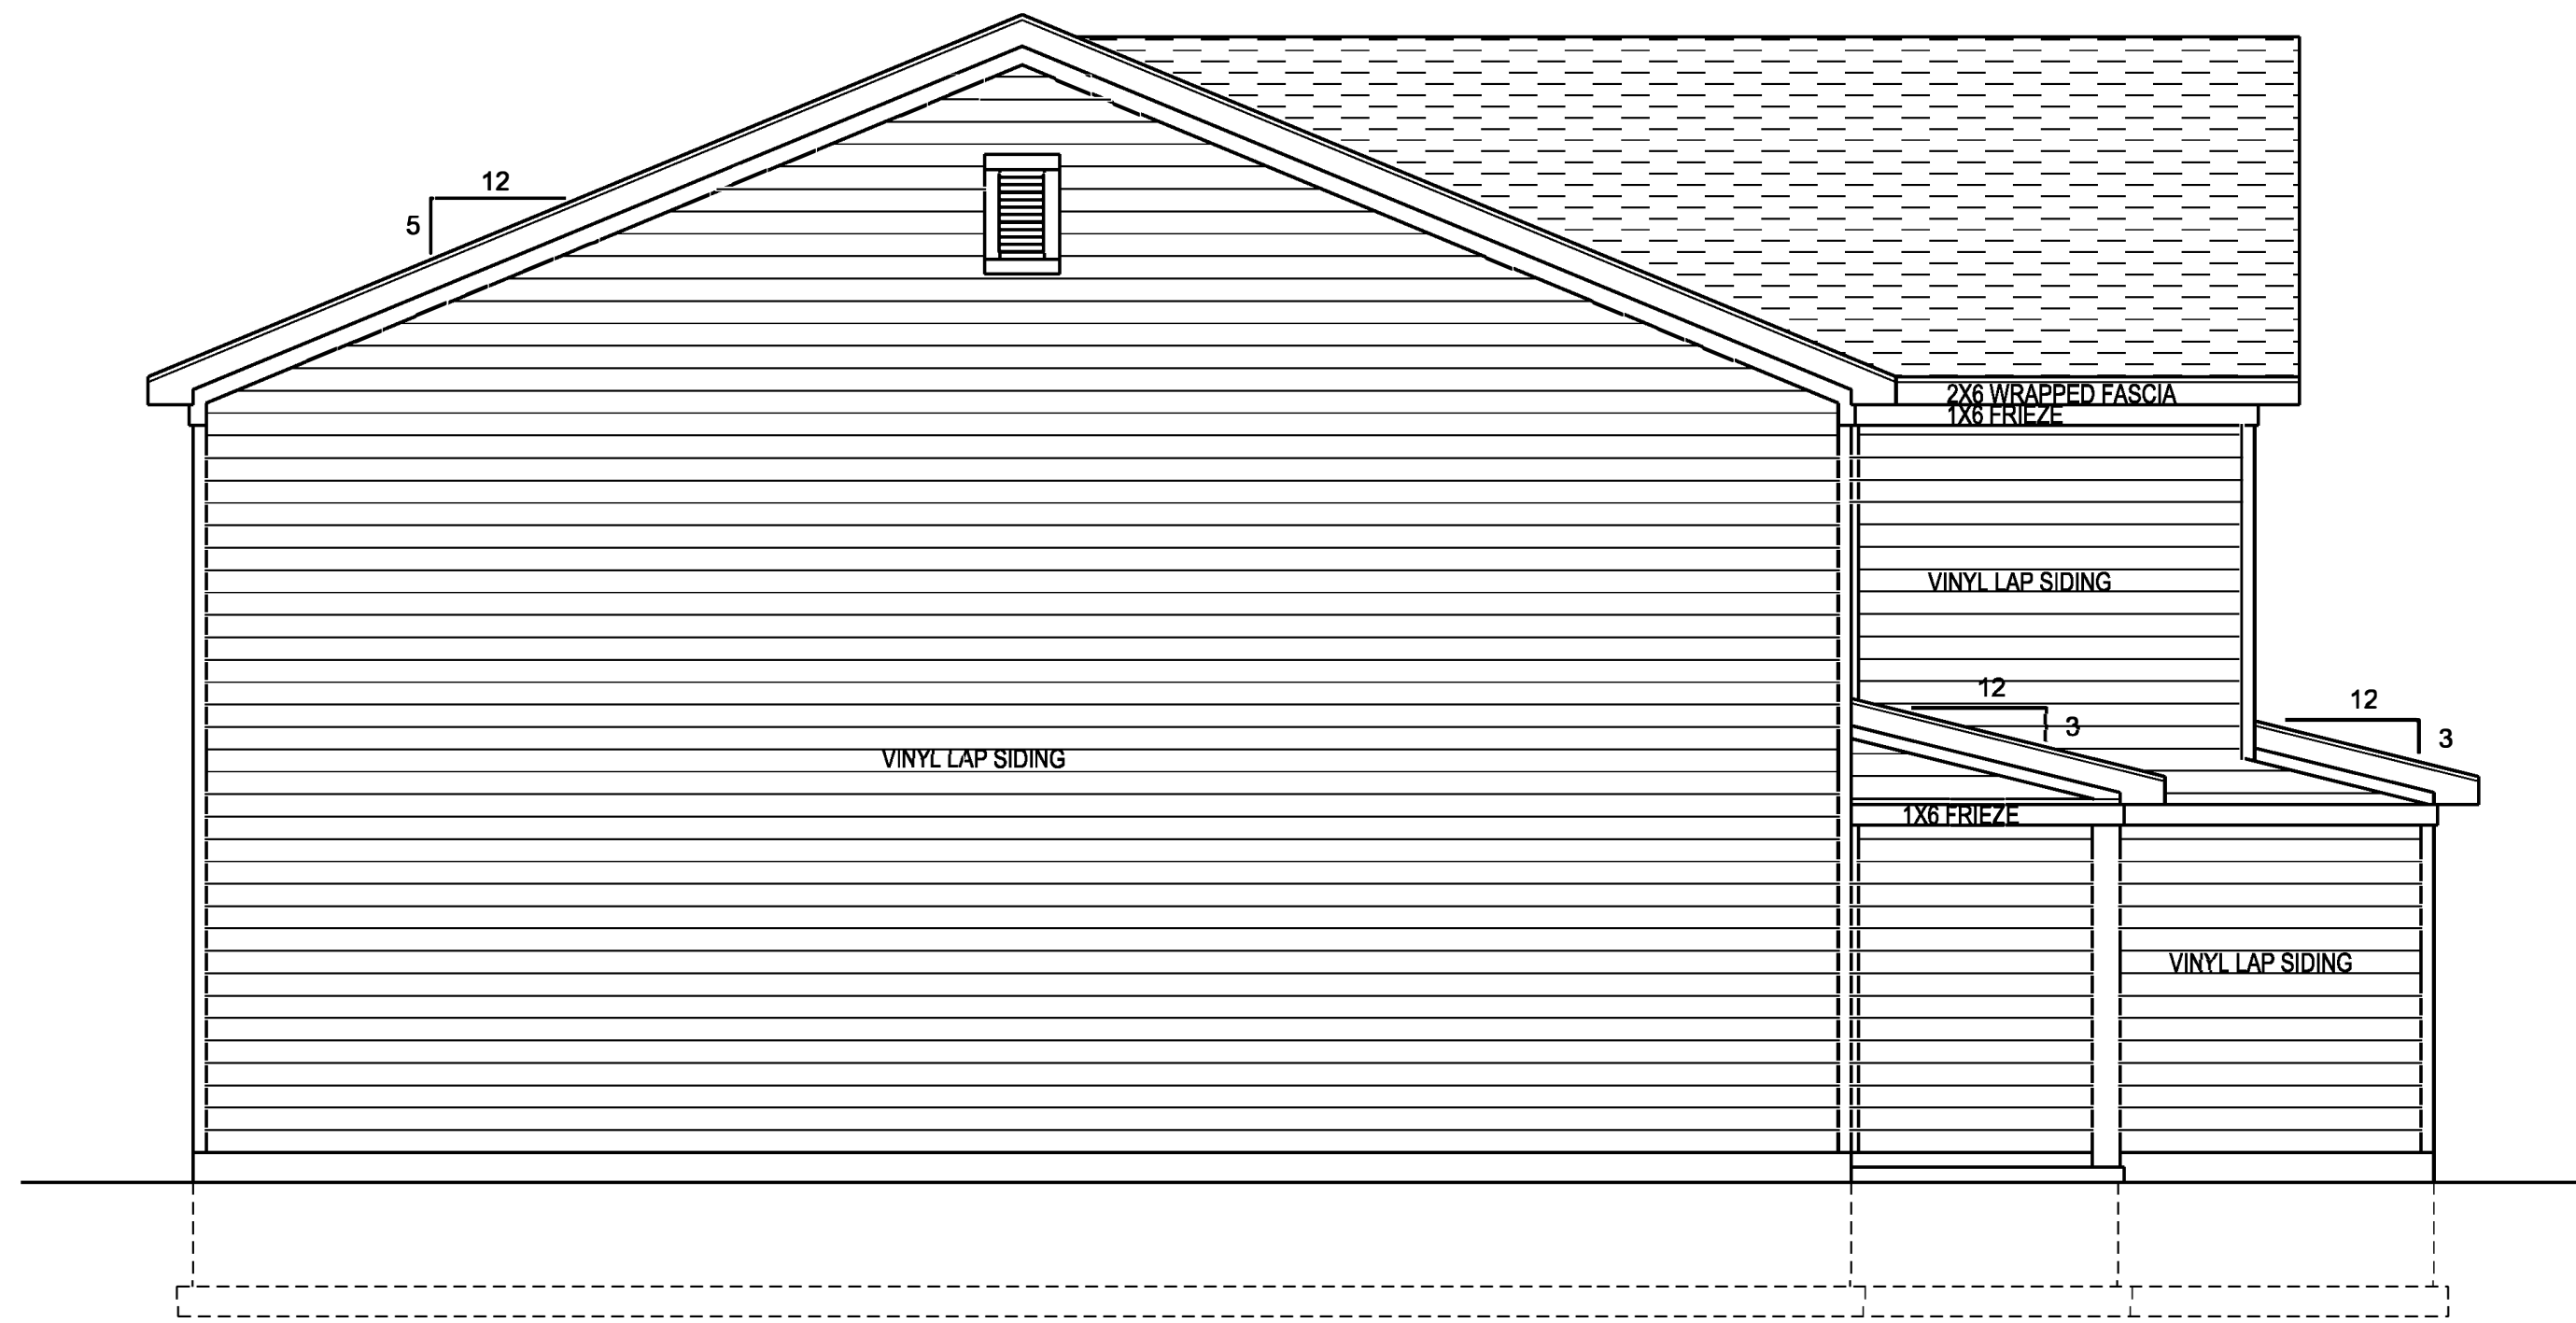 12
5
2X6 WRAPPED FASCIA
1X6 FRIEZE
VINYL LAP SIDING
12
3
12
3
VINYL LAP SIDING
1X6 FRIEZE
VINYL LAP SIDING